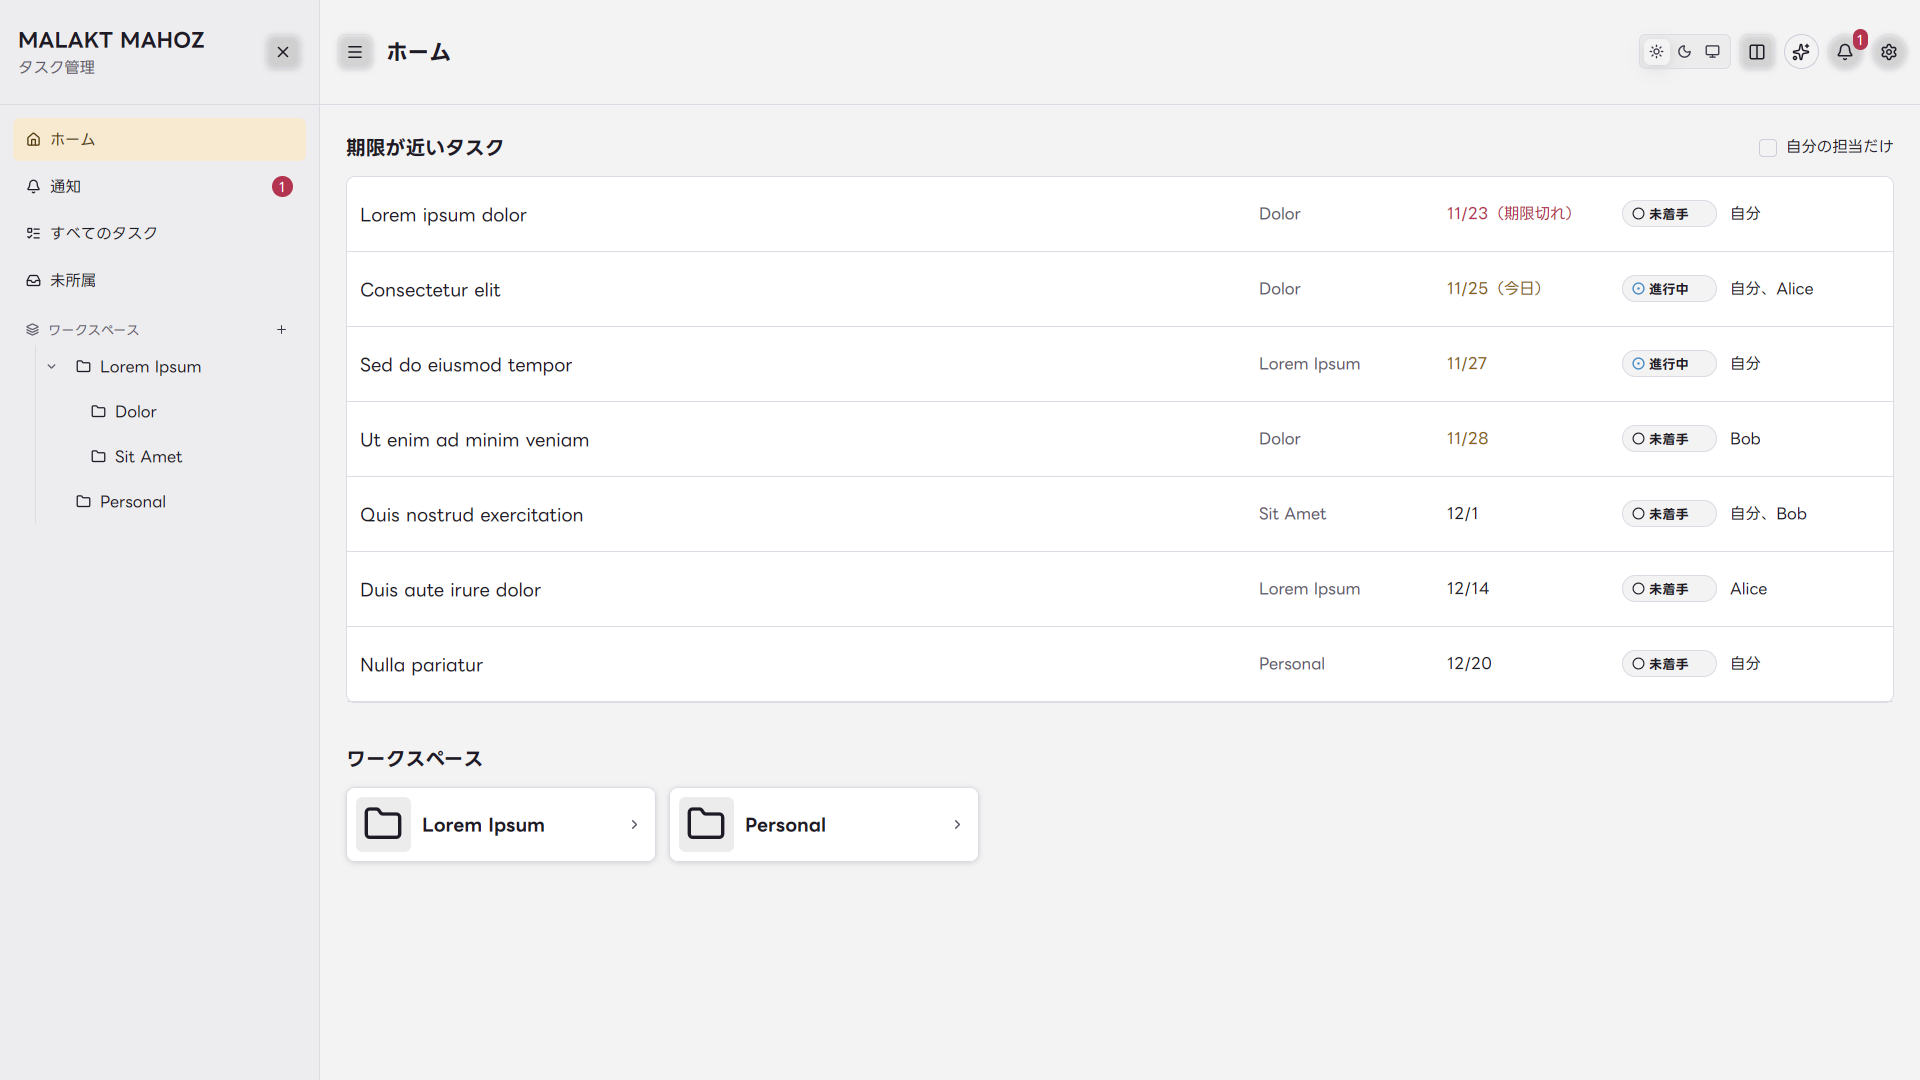 MALAKT MAHOZ
タスク管理
ホーム
通知 1
すべてのタスク
未所属
ワークスペース
Lorem Ipsum
Dolor
Sit Amet
Personal
ホーム
1
期限が近いタスク
自分の担当だけ
Lorem ipsum dolor Dolor 11/23（期限切れ） 未着手 自分
Consectetur elit Dolor 11/25（今日） 進行中 自分、Alice
Sed do eiusmod tempor Lorem Ipsum 11/27 進行中 自分
Ut enim ad minim veniam Dolor 11/28 未着手 Bob
Quis nostrud exercitation Sit Amet 12/1 未着手 自分、Bob
Duis aute irure dolor Lorem Ipsum 12/14 未着手 Alice
Nulla pariatur Personal 12/20 未着手 自分
ワークスペース
Lorem Ipsum
Personal